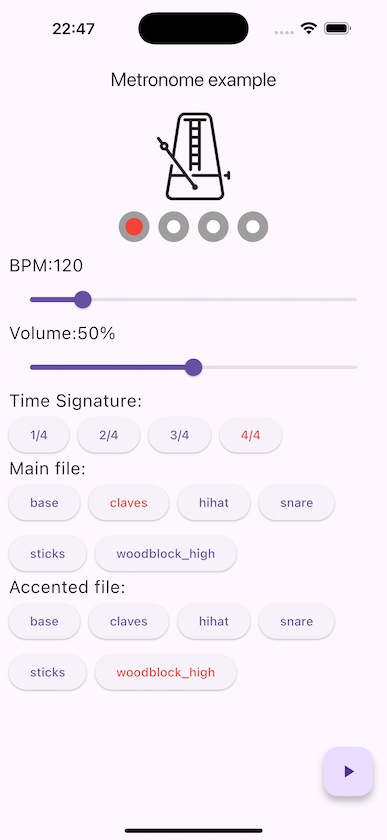 22:47
Metronome example
BPM:120
Volume:50%
Time Signature:
1/4 2/4 3/4 4/4
Main file:
base claves hihat snare
sticks woodblock_high
Accented file:
base claves hihat snare
sticks woodblock_high